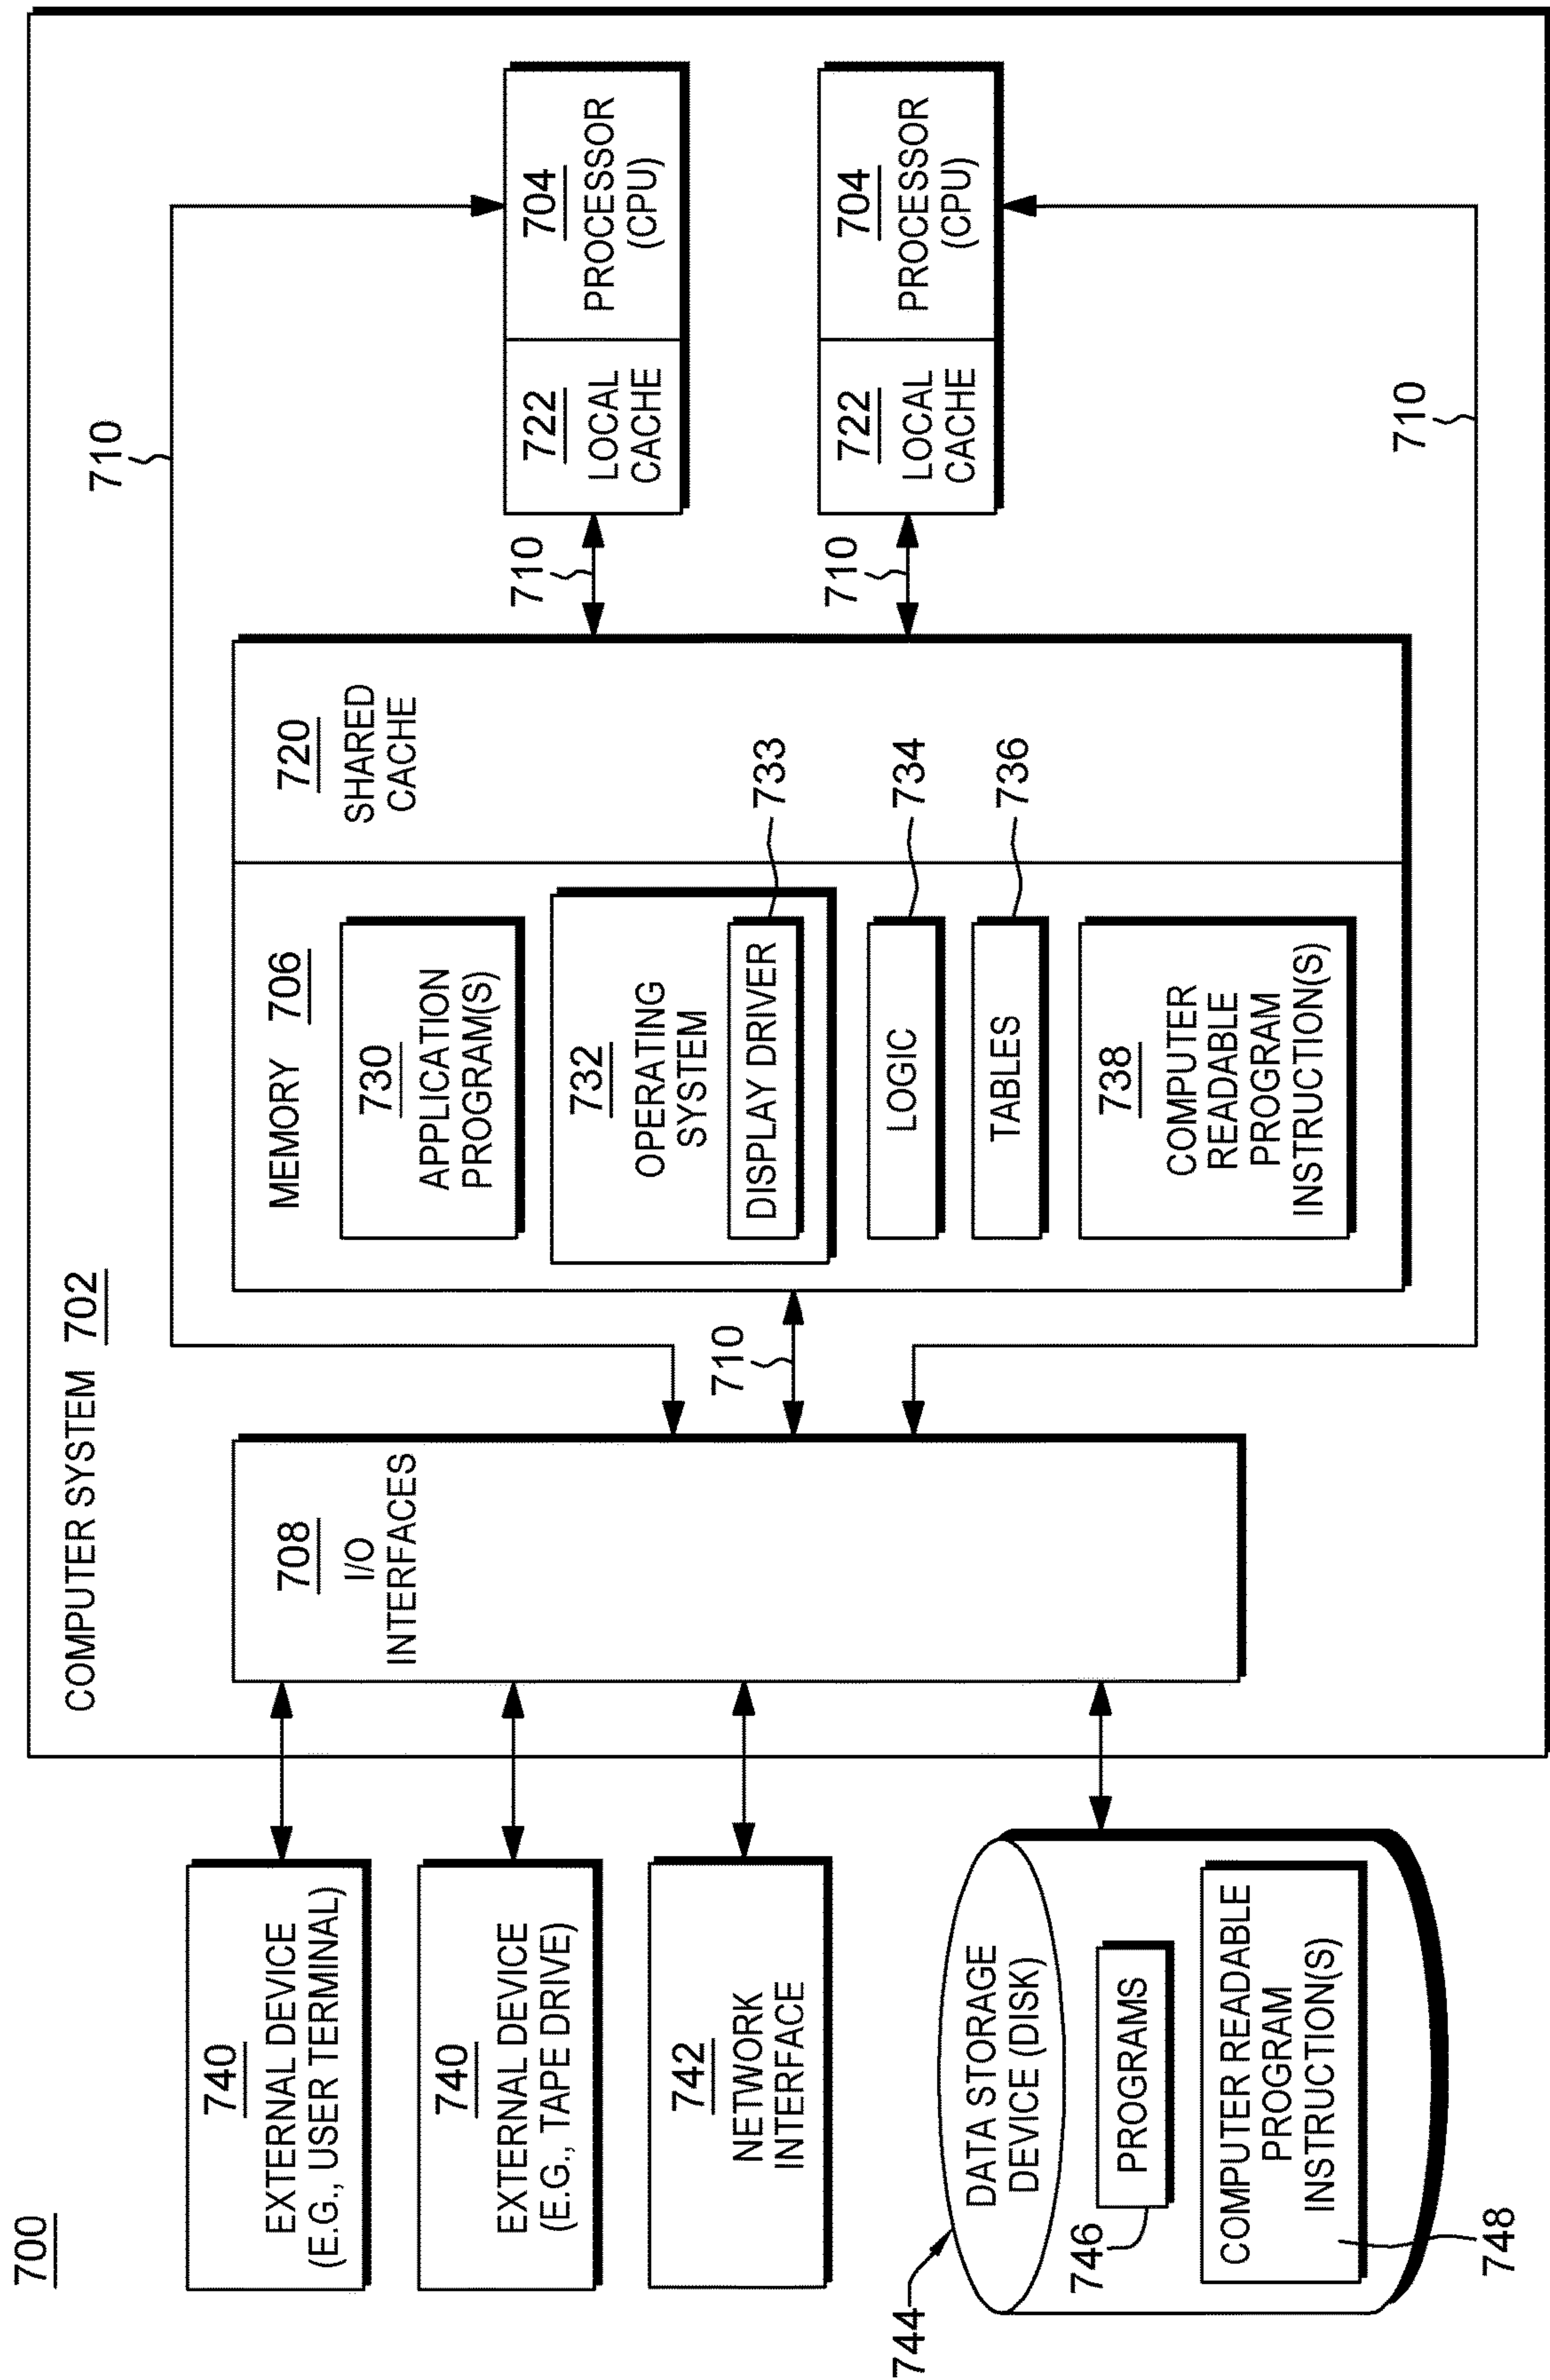 700
COMPUTER SYSTEM 702
740
EXTERNAL DEVICE
(E.G., USER TERMINAL)
740
EXTERNAL DEVICE
(E.G., TAPE DRIVE)
742
NETWORK
INTERFACE
744
DATA STORAGE
DEVICE (DISK)
746
PROGRAMS
COMPUTER READABLE
PROGRAM
INSTRUCTION(S)
748
708
I/O
INTERFACES
710
710
MEMORY 706
730
APPLICATION
PROGRAM(S)
732
OPERATING
SYSTEM
DISPLAY DRIVER
733
LOGIC
734
TABLES
736
738
COMPUTER
READABLE
PROGRAM
INSTRUCTION(S)
720
SHARED
CACHE
710
710
722
LOCAL
CACHE
704
PROCESSOR
(CPU)
722
LOCAL
CACHE
704
PROCESSOR
(CPU)
710